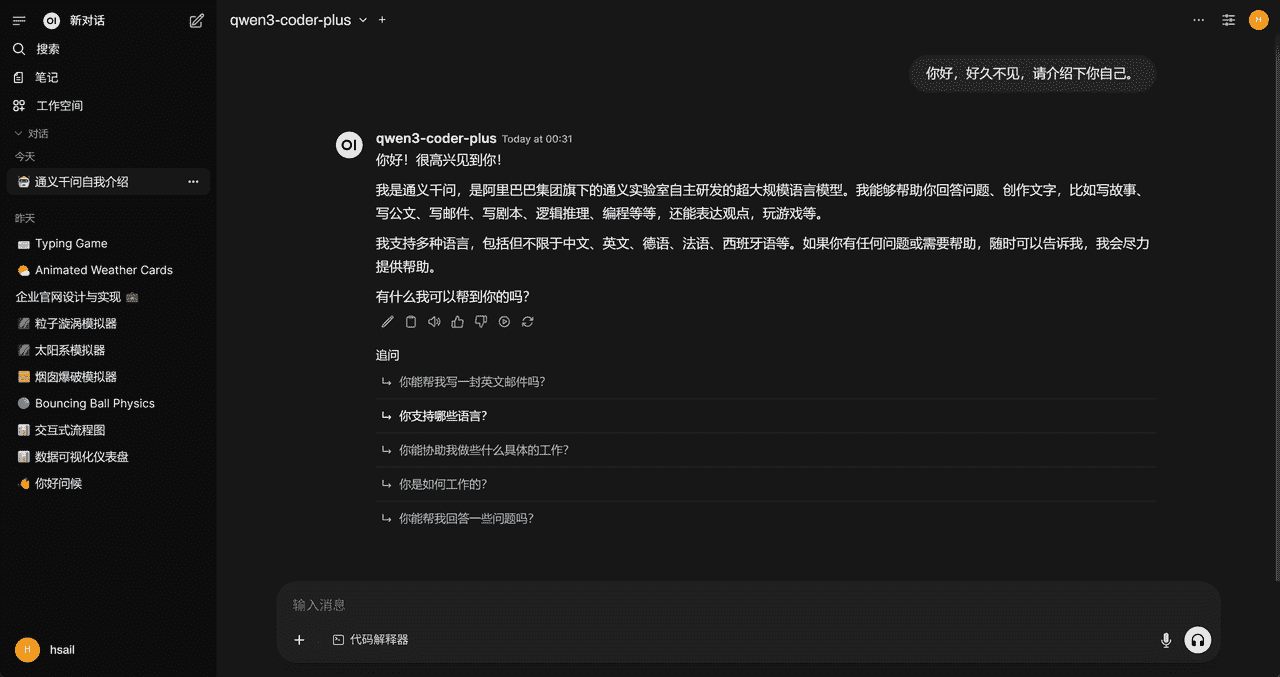 OI 新对话
搜索
笔记
工作空间
对话
今天
通义千问自我介绍
昨天
Typing Game
Animated Weather Cards
企业官网设计与实现
粒子漩涡模拟器
太阳系模拟器
烟囱爆破模拟器
Bouncing Ball Physics
交互式流程图
数据可视化仪表盘
你好问候
H hsail
qwen3-coder-plus
H
你好，好久不见，请介绍下你自己。
OI qwen3-coder-plus Today at 00:31
你好！很高兴见到你！
我是通义千问，是阿里巴巴集团旗下的通义实验室自主研发的超大规模语言模型。我能够帮助你回答问题、创作文字，比如写故事、
写公文、写邮件、写剧本、逻辑推理、编程等等，还能表达观点，玩游戏等。
我支持多种语言，包括但不限于中文、英文、德语、法语、西班牙语等。如果你有任何问题或需要帮助，随时可以告诉我，我会尽力
提供帮助。
有什么我可以帮到你的吗？
追问
你能帮我写一封英文邮件吗？
你支持哪些语言？
你能协助我做些什么具体的工作？
你是如何工作的？
你能帮我回答一些问题吗？
输入消息
代码解释器